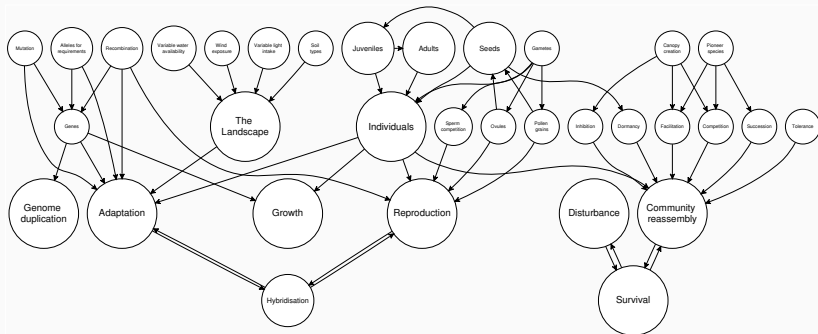 Mutation
Alleles for
requirements
Recombination
Variable water
availability
Wind
exposure
Variable light
intake
Soil
types
Juveniles
Adults
Seeds
Gametes
Canopy
creation
Pioneer
species
Genes
The
Landscape
Individuals
Sperm
competition
Ovules
Pollen
grains
Inhibition
Dormancy
Facilitation
Competition
Succession
Tolerance
Genome
duplication
Adaptation
Growth
Reproduction
Disturbance
Community
reassembly
Hybridisation
Survival